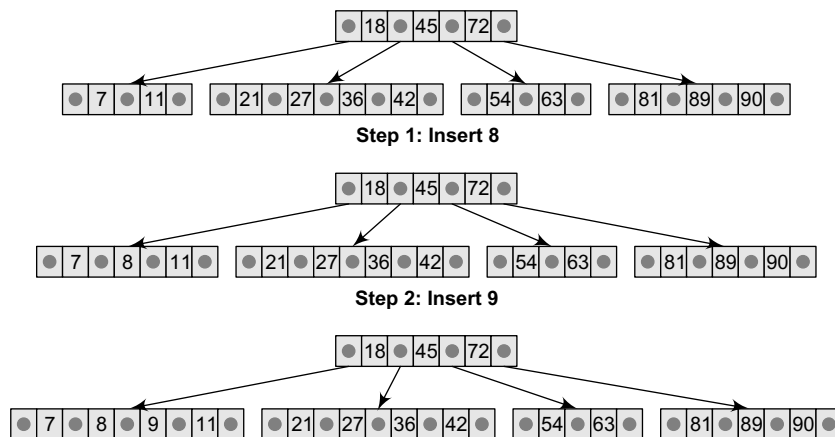 18 45 72
7 11 21 27 36 42 54 63 81 89 90
Step 1: Insert 8
18 45 72
7 8 11 21 27 36 42 54 63 81 89 90
Step 2: Insert 9
18 45 72
7 8 9 11 21 27 36 42 54 63 81 89 90